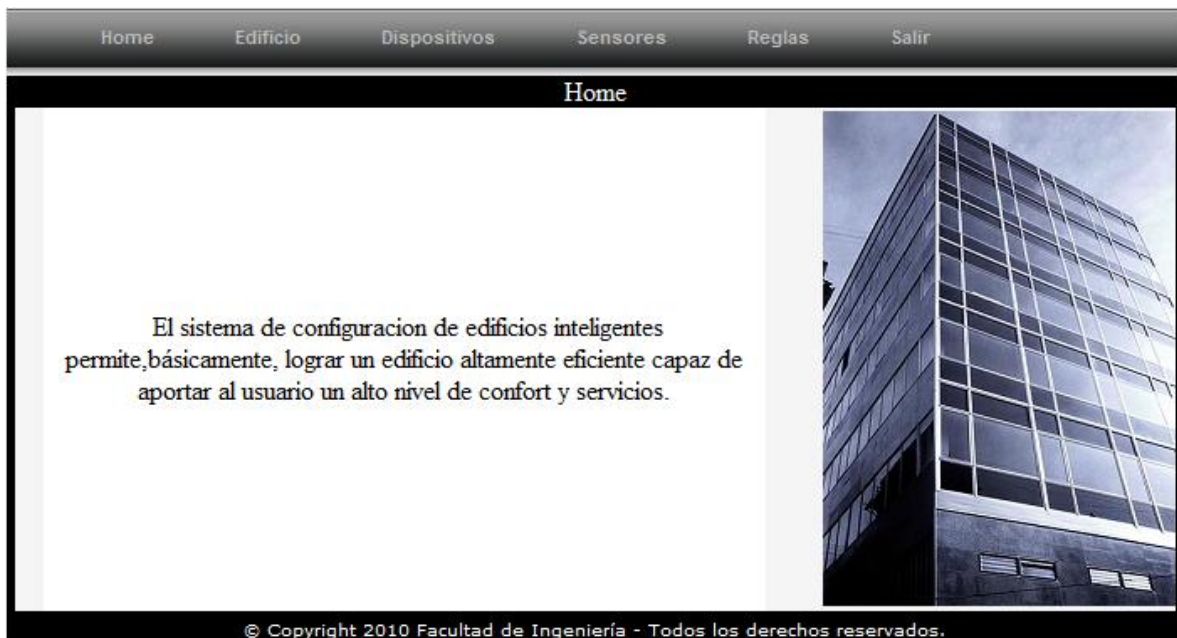 Home Edificio Dispositivos Sensores Reglas Salir
Home
El sistema de configuracion de edificios inteligentes
permite,básicamente, lograr un edificio altamente eficiente capaz de
aportar al usuario un alto nivel de confort y servicios.
© Copyright 2010 Facultad de Ingeniería - Todos los derechos reservados.